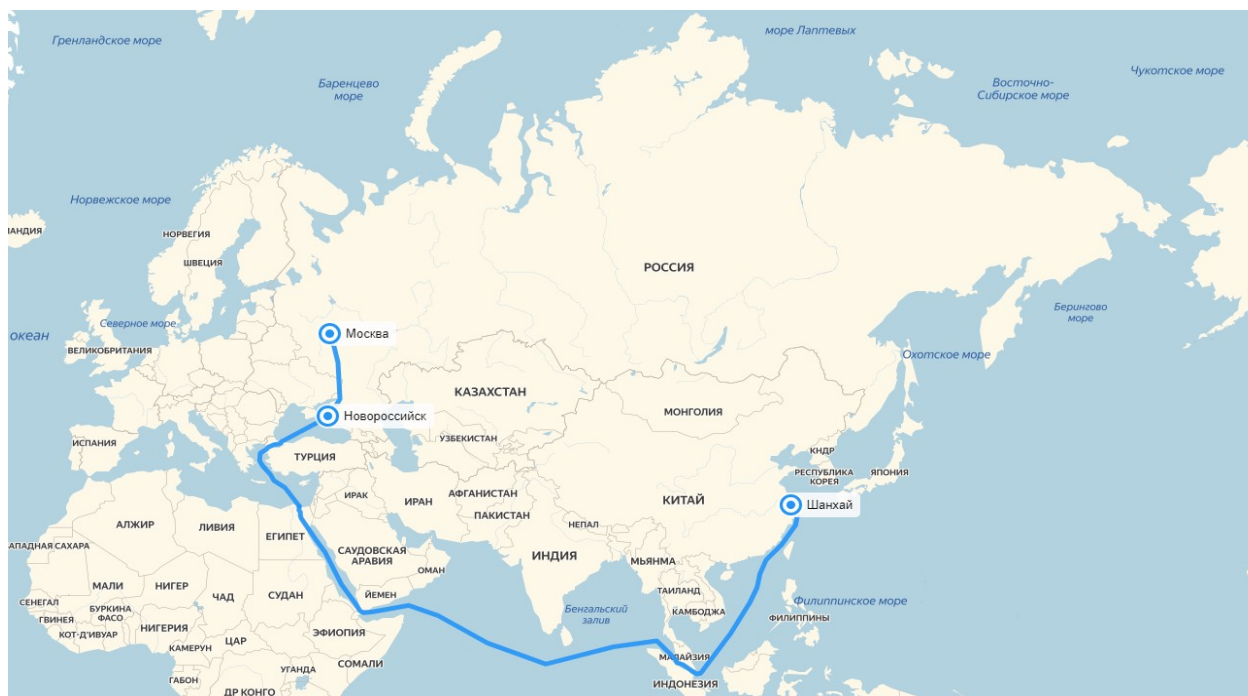 Гренландское море
море Лаптевых
Чукотское море
Баренцево
море
Восточно-
Сибирское море
Норвежское море
НОРВЕГИЯ
ШВЕЦИЯ
РОССИЯ
Берингово
море
Северное море
океан
Москва
ВЕЛИКОБРИТАНИЯ
Охотское море
КАЗАХСТАН
МОНГОЛИЯ
Новороссийск
ИСПАНИЯ
УЗБЕКИСТАН
КНДР
ТУРЦИЯ
РЕСПУБЛИКА
КОРЕЯ
ЯПОНИЯ
ИРАК
ИРАН
АФГАНИСТАН
КИТАЙ
Шанхай
ПАКИСТАН
АЛЖИР
ЛИВИЯ
ЕГИПЕТ
НЕПАЛ
АПАДНАЯ САХАРА
САУДОВСКАЯ
АРАВИЯ
ИНДИЯ
МЬЯНМА
ОМАН
МАЛИ
НИГЕР
ЧАД
СУДАН
ЙЕМЕН
ТАИЛАНД
СЕНЕГАЛ
БУРКИНА
ФАСО
Бенгальский
залив
КАМБОДЖА
Филиппинское море
ФИЛИППИНЫ
ГВИНЕЯ
НИГЕРИЯ
КОТ-Д'ИВУАР
ЦАР
ЭФИОПИЯ
КАМЕРУН
МАЛАЙЗИЯ
СОМАЛИ
УГАНДА
ГАБОН
ДР КОНГО
ИНДОНЕЗИЯ